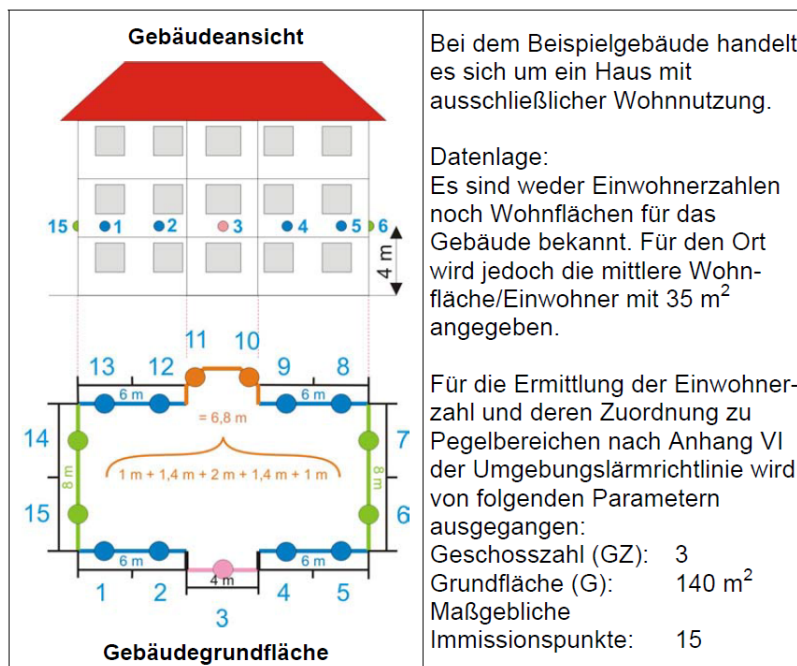 Gebäudeansicht
15 1 2 3 4 5 6
4 m
11 10
13 12 9 8
6 m 6 m
= 6,8 m
14 7
1 m + 1,4 m + 2 m + 1,4 m + 1 m
8 m 8 m
15 6
6 m 6 m
4 m
1 2 3 4 5
Gebäudegrundfläche
Bei dem Beispielgebäude handelt
es sich um ein Haus mit
ausschließlicher Wohnnutzung.
Datenlage:
Es sind weder Einwohnerzahlen
noch Wohnflächen für das
Gebäude bekannt. Für den Ort
wird jedoch die mittlere Wohn-
fläche/Einwohner mit 35 m²
angegeben.
Für die Ermittlung der Einwohner-
zahl und deren Zuordnung zu
Pegelbereichen nach Anhang VI
der Umgebungslärmrichtlinie wird
von folgenden Parametern
ausgegangen:
Geschosszahl (GZ): 3
Grundfläche (G): 140 m²
Maßgebliche
Immissionspunkte: 15